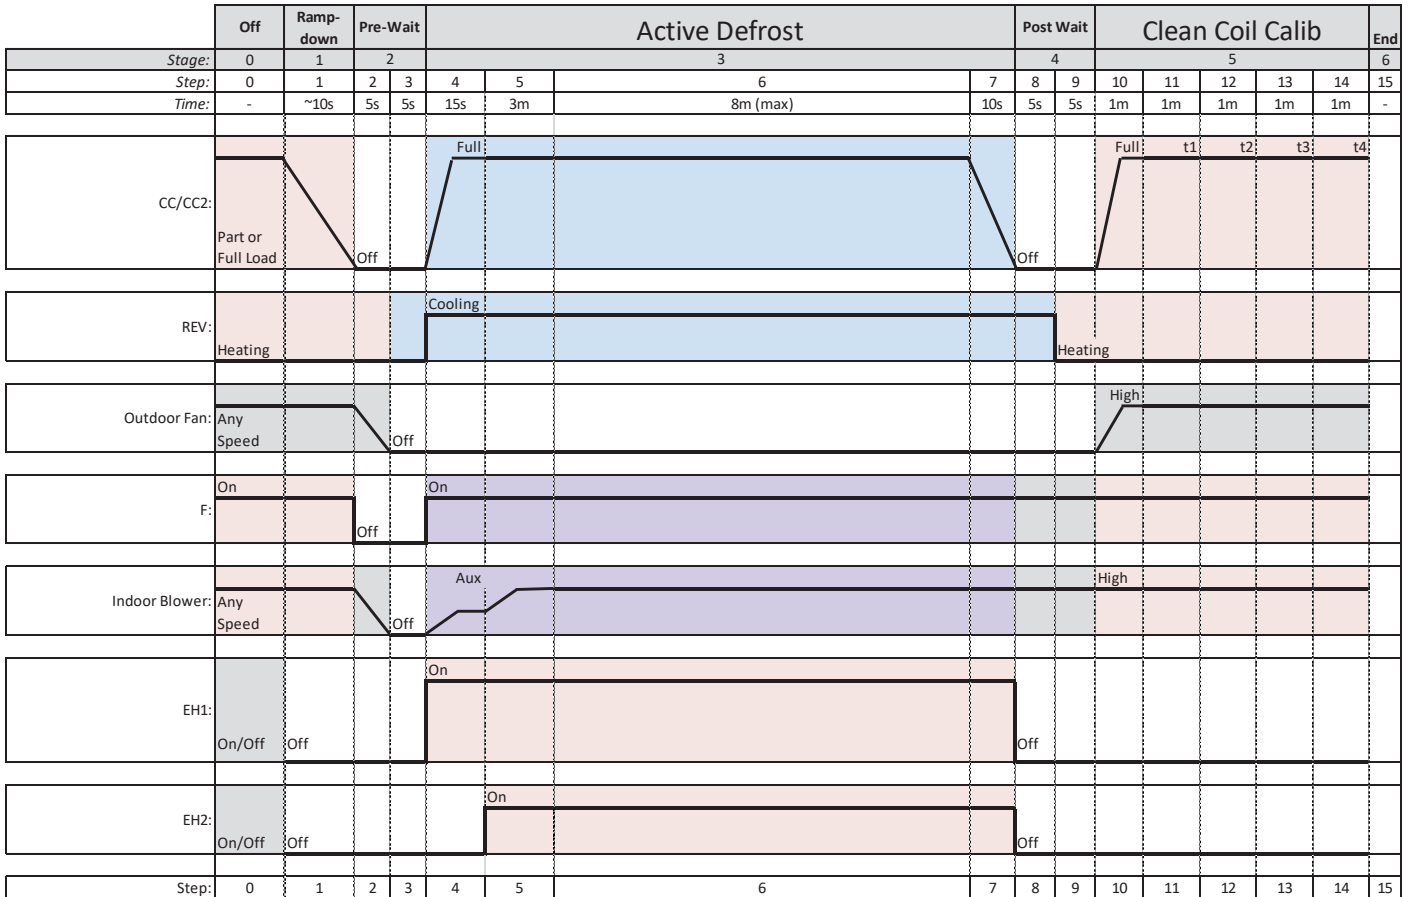 Off Ramp-down Pre-Wait Active Defrost Post Wait Clean Coil Calib End
Stage: 0 1 2 3 4 5 6
Step: 0 1 2 3 4 5 6 7 8 9 10 11 12 13 14 15
Time: - ~10s 5s 5s 15s 3m 8m (max) 10s 5s 5s 1m 1m 1m 1m 1m -
Full Full t1 t2 t3 t4
CC/CC2:
Part or
Full Load Off Off
Cooling
REV:
Heating Heating
High
Outdoor Fan: Any
Speed Off
On On
F:
Off
Aux High
Indoor Blower: Any
Speed Off
On
EH1:
On/Off Off Off
On
EH2:
On/Off Off Off
Step: 0 1 2 3 4 5 6 7 8 9 10 11 12 13 14 15